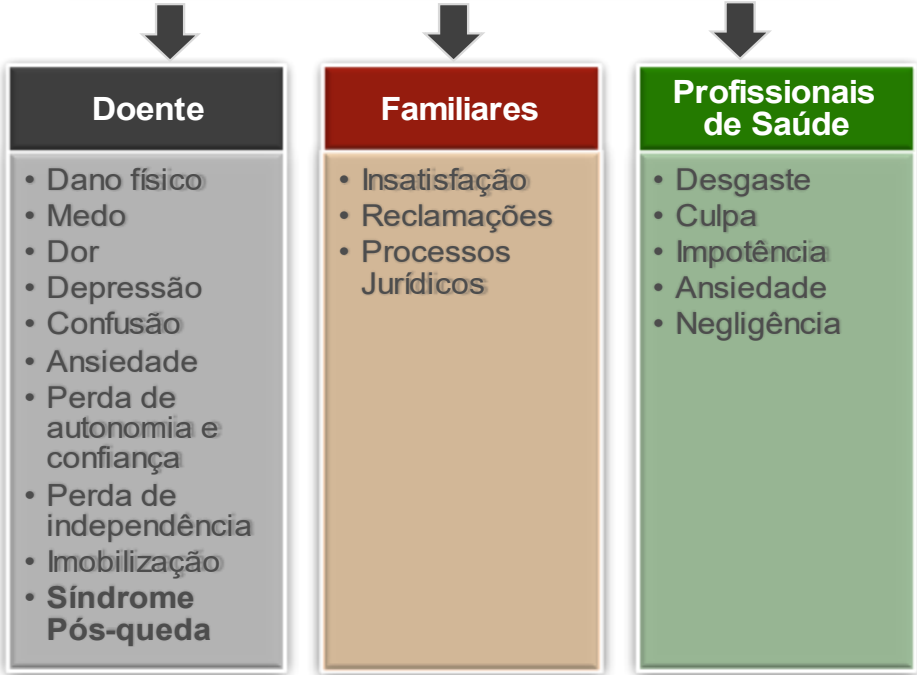 Doente
• Dano físico
• Medo
• Dor
• Depressão
• Confusão
• Ansiedade
• Perda de
autonomia e
confiança
• Perda de
independência
• Imobilização
• Síndrome
Pós-queda
Familiares
• Insatisfação
• Reclamações
• Processos
Jurídicos
Profissionais
de Saúde
• Desgaste
• Culpa
• Impotência
• Ansiedade
• Negligência